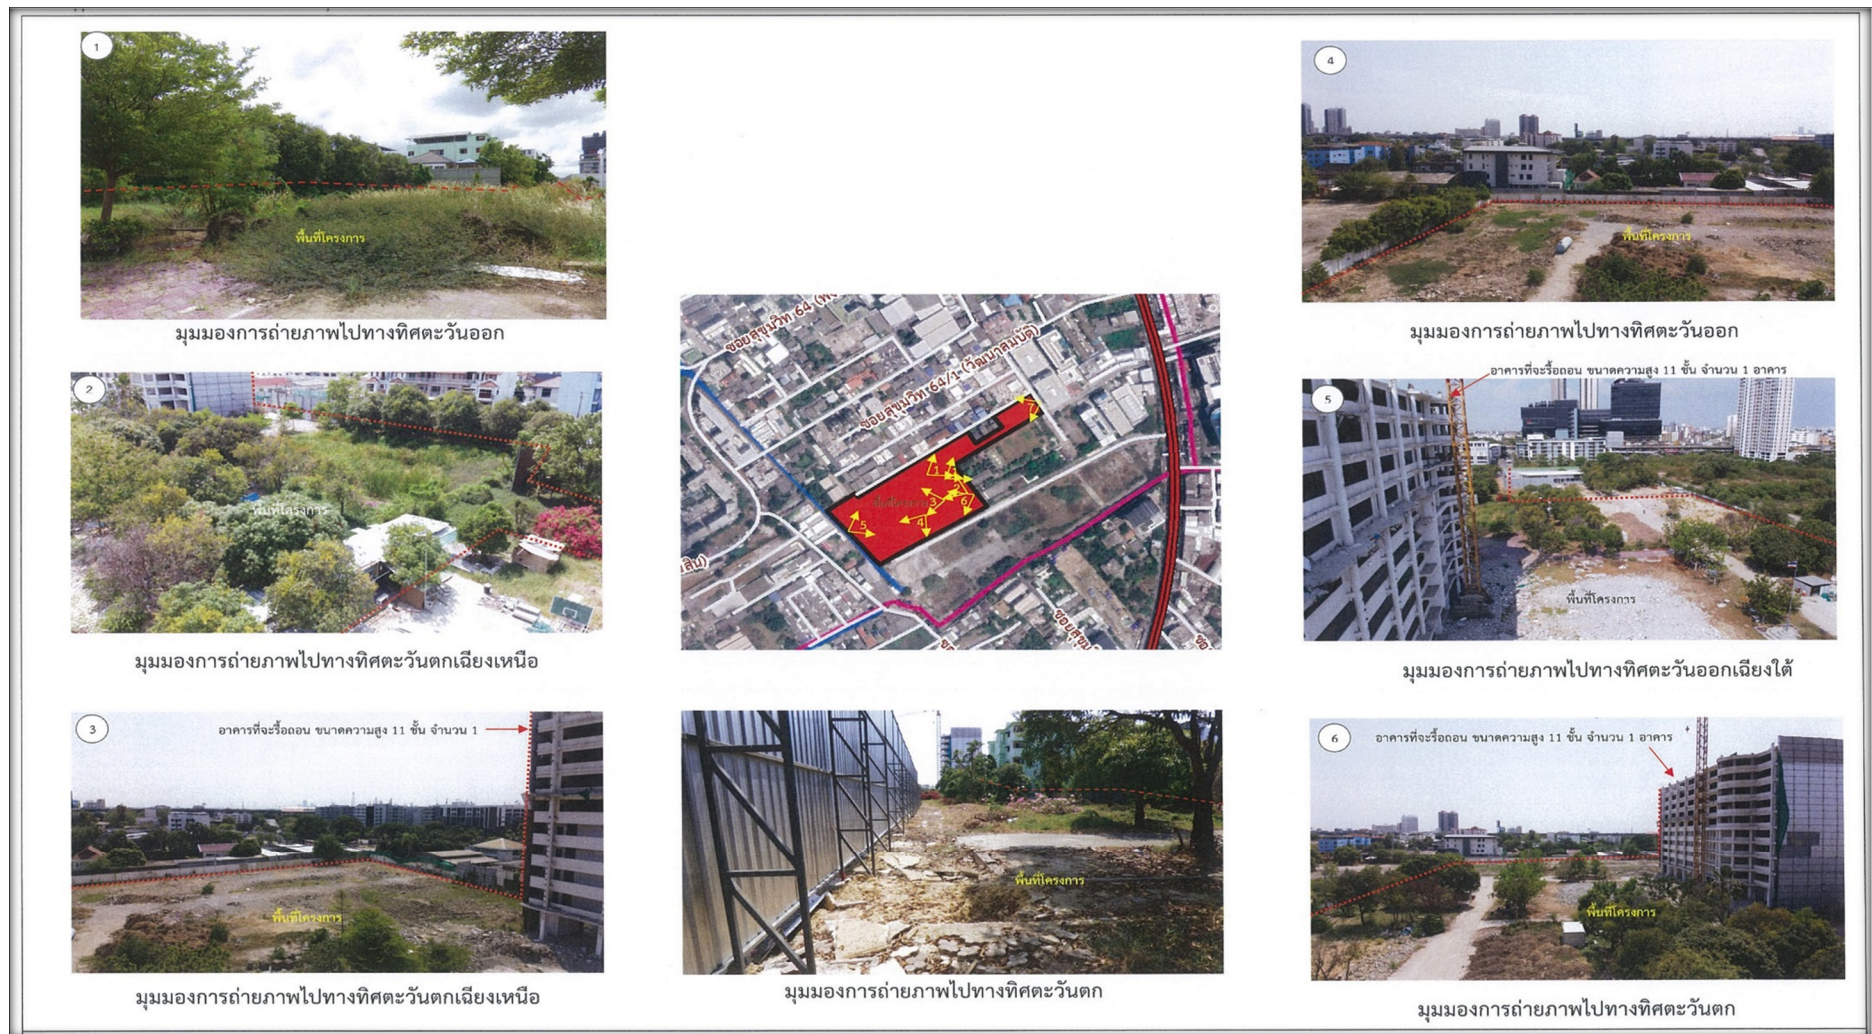 1
พื้นที่โครงการ
มุมมองการถ่ายภาพไปทางทิศตะวันออก
2
พื้นที่โครงการ
มุมมองการถ่ายภาพไปทางทิศตะวันตกเฉียงเหนือ
3
อาคารที่จะรื้อถอน ขนาดความสูง 11 ชั้น จำนวน 1
พื้นที่โครงการ
มุมมองการถ่ายภาพไปทางทิศตะวันตกเฉียงเหนือ
ซอยสุขุมวิท 64
ซอยสุขุมวิท 64/1 (วัฒนาสมบัติ)
1
2
3
6
4
5
พื้นที่โครงการ
มุมมองการถ่ายภาพไปทางทิศตะวันตก
4
พื้นที่โครงการ
มุมมองการถ่ายภาพไปทางทิศตะวันออก
อาคารที่จะรื้อถอน ขนาดความสูง 11 ชั้น จำนวน 1 อาคาร
5
พื้นที่โครงการ
มุมมองการถ่ายภาพไปทางทิศตะวันออกเฉียงใต้
6
อาคารที่จะรื้อถอน ขนาดความสูง 11 ชั้น จำนวน 1 อาคาร
พื้นที่โครงการ
มุมมองการถ่ายภาพไปทางทิศตะวันตก